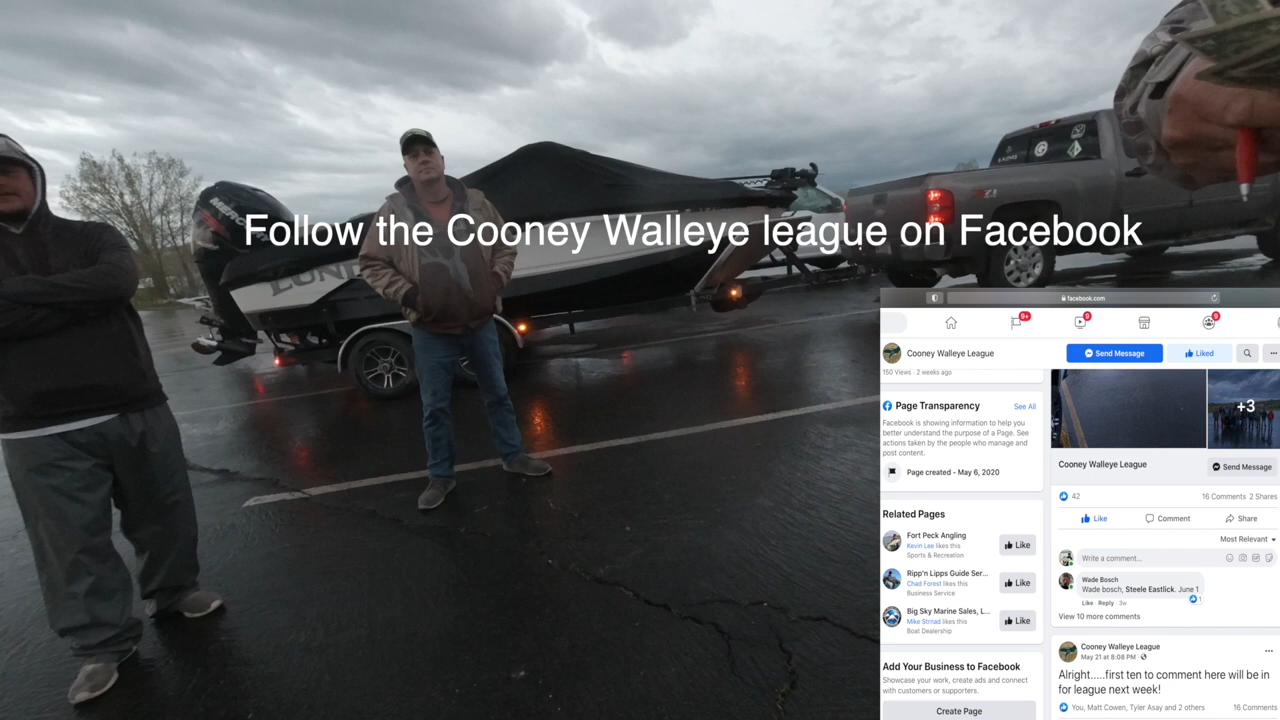 MERC
LUND
Z71
Follow the Cooney Walleye league on Facebook
facebook.com
9+
9
9
Cooney Walleye League
Send Message
Liked
150 Views · 2 weeks ago
Page Transparency
See All
Facebook is showing information to help you
better understand the purpose of a Page. See
actions taken by the people who manage and
post content.
Page created - May 6, 2020
Related Pages
Fort Peck Angling
Kevin Lee likes this
Sports & Recreation
Like
Ripp'n Lipps Guide Ser...
Chad Forest likes this
Business Service
Like
Big Sky Marine Sales, L...
Mike Strnad likes this
Boat Dealership
Like
Add Your Business to Facebook
Showcase your work, create ads and connect
with customers or supporters.
Create Page
+3
Cooney Walleye League
Send Message
42
16 Comments 2 Shares
Like
Comment
Share
Most Relevant
Write a comment...
Wade Bosch
Wade bosch, Steele Eastlick. June 1
1
Like · Reply · 3w
View 10 more comments
Cooney Walleye League
May 21 at 8:08 PM ·
Alright.....first ten to comment here will be in
for league next week!
You, Matt Cowen, Tyler Asay and 2 others
16 Comments